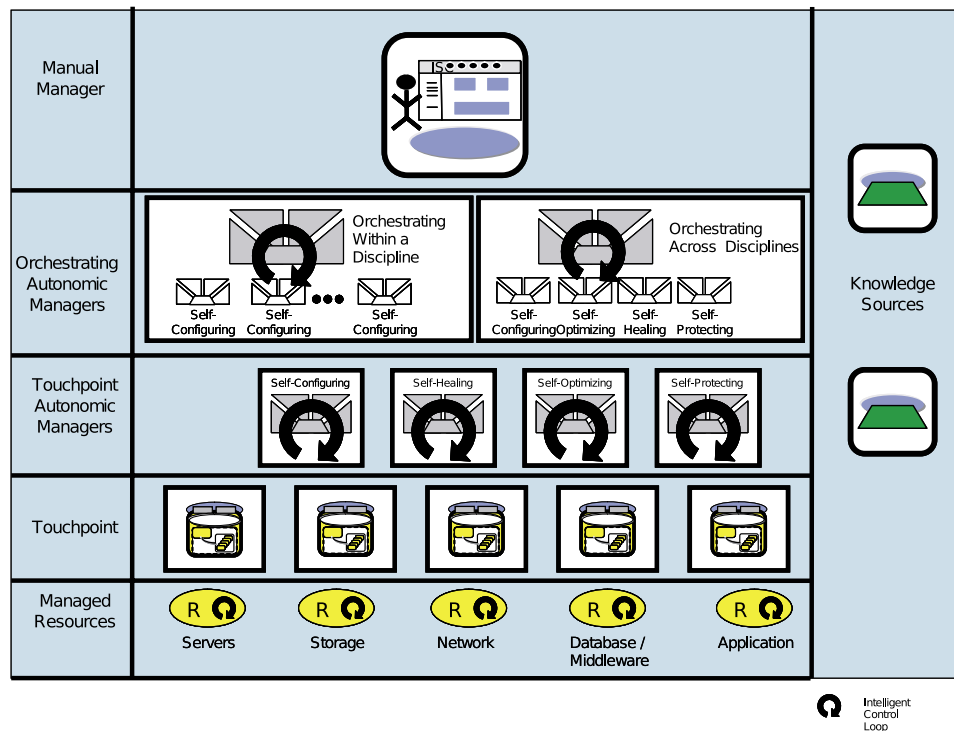 Manual
Manager
ISC
Orchestrating
Autonomic
Managers
Orchestrating
Within a
Discipline
Self-
Configuring
Self-
Configuring
Self-
Configuring
Orchestrating
Across Disciplines
Self-
Configuring
Self-
Optimizing
Self-
Healing
Self-
Protecting
Knowledge
Sources
Touchpoint
Autonomic
Managers
Self-Configuring
Self-Healing
Self-Optimizing
Self-Protecting
Touchpoint
Managed
Resources
R
Servers
R
Storage
R
Network
R
Database /
Middleware
R
Application
Intelligent
Control
Loop